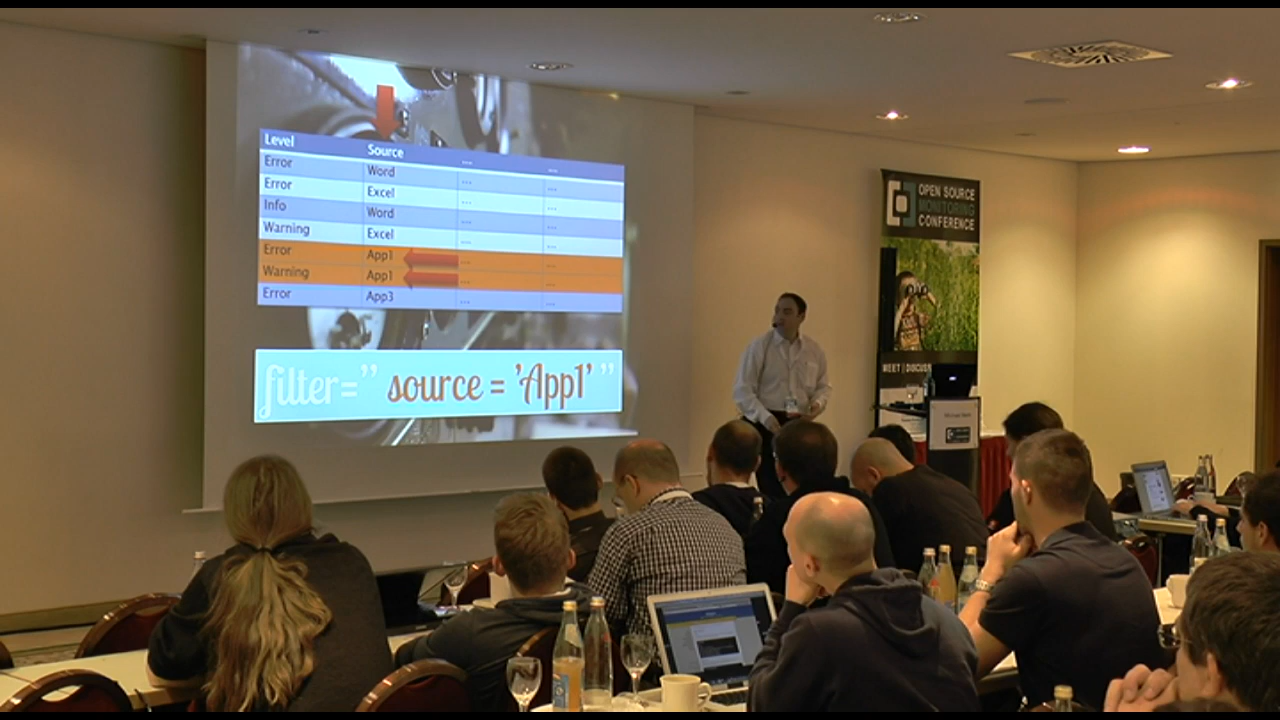 Level Source ... ...
Error Word ... ...
Error Excel ... ...
Info Word ... ...
Warning Excel ... ...
Error App1 ... ...
Warning App1 ... ...
Error App3 ... ...
filter=” source = ’App1’ ”
OPEN SOURCE
MONITORING
CONFERENCE
MEET | DISCUS